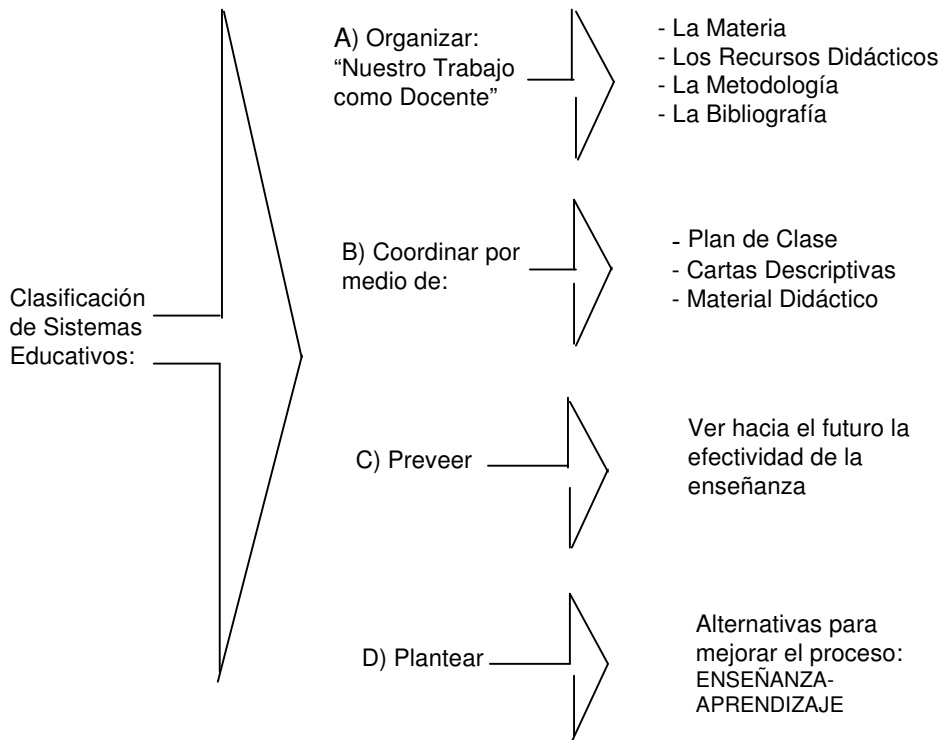 Clasificación
de Sistemas
Educativos:
A) Organizar:
“Nuestro Trabajo
como Docente”
- La Materia
- Los Recursos Didácticos
- La Metodología
- La Bibliografía
B) Coordinar por
medio de:
- Plan de Clase
- Cartas Descriptivas
- Material Didáctico
C) Preveer
Ver hacia el futuro la
efectividad de la
enseñanza
D) Plantear
Alternativas para
mejorar el proceso:
ENSEÑANZA-
APRENDIZAJE